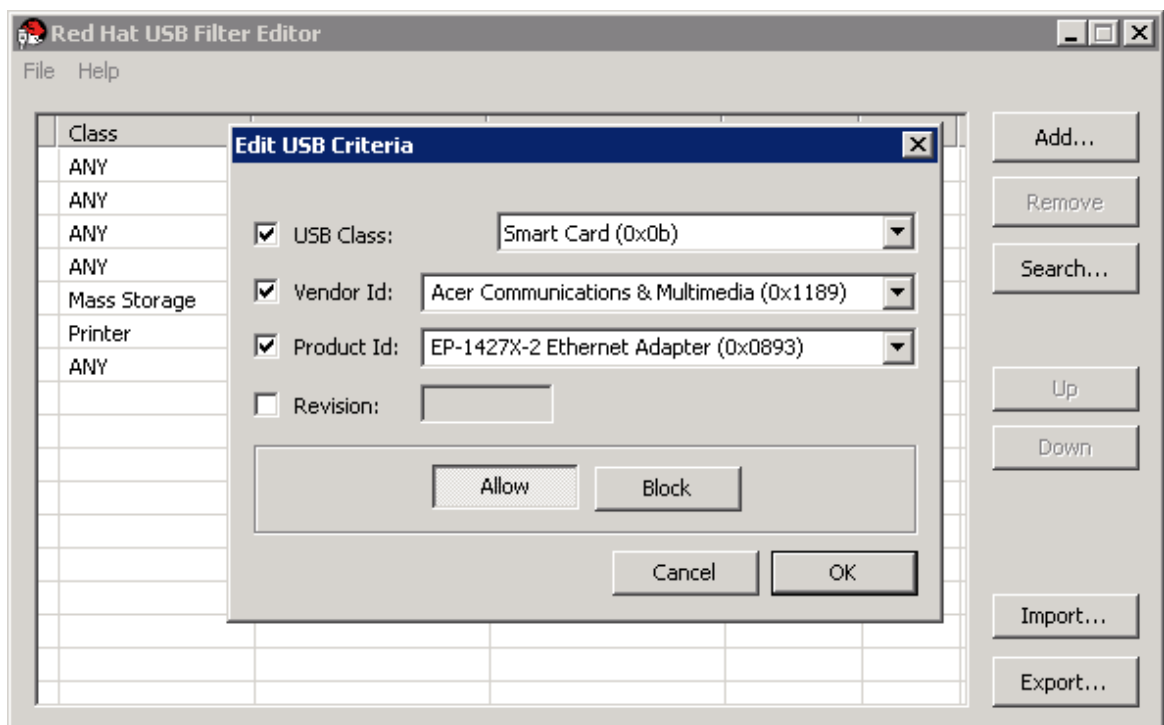 Red Hat USB Filter Editor
File Help
Class
ANY
ANY
ANY
ANY
Mass Storage
Printer
ANY
Edit USB Criteria
USB Class: Smart Card (0x0b)
Vendor Id: Acer Communications & Multimedia (0x1189)
Product Id: EP-1427X-2 Ethernet Adapter (0x0893)
Revision:
Allow Block
Cancel OK
Add...
Remove
Search...
Up
Down
Import...
Export...